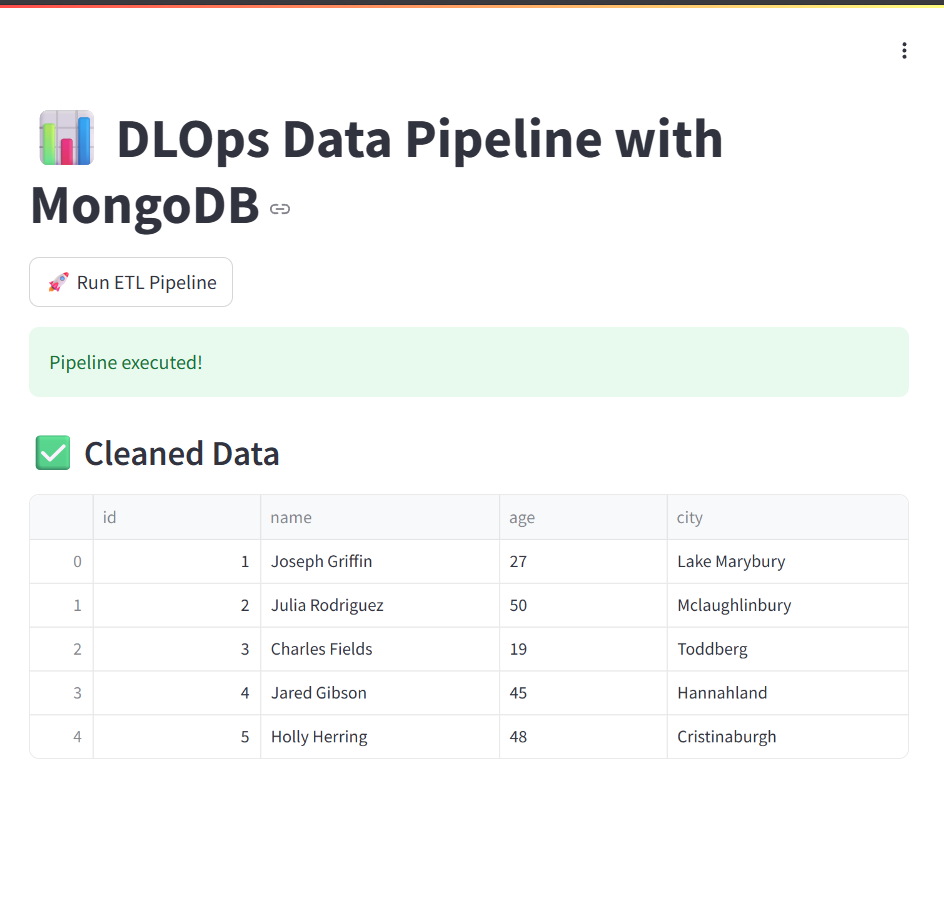 DLOps Data Pipeline with
MongoDB
Run ETL Pipeline
Pipeline executed!
Cleaned Data
id name age city
0 1 Joseph Griffin 27 Lake Marybury
1 2 Julia Rodriguez 50 Mclaughlinbury
2 3 Charles Fields 19 Toddberg
3 4 Jared Gibson 45 Hannahland
4 5 Holly Herring 48 Cristinaburgh